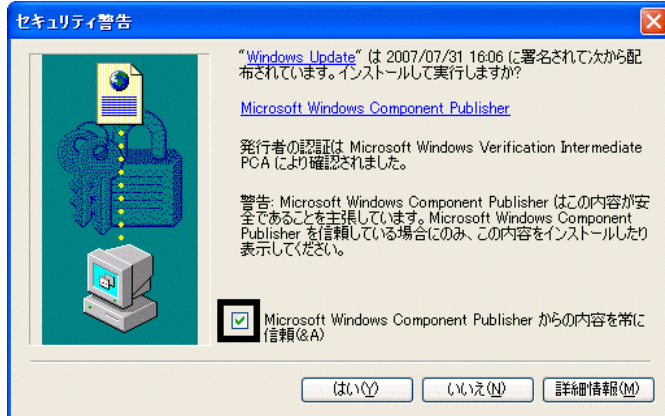 セキュリティ警告
"Windows Update" は 2007/07/31 16:06 に署名されて次から配
布されています。インストールして実行しますか?
Microsoft Windows Component Publisher
発行者の認証は Microsoft Windows Verification Intermediate
PCA により確認されました。
警告: Microsoft Windows Component Publisher はこの内容が安
全であることを主張しています。Microsoft Windows Component
Publisher を信頼している場合にのみ、この内容をインストールしたり
表示してください。
Microsoft Windows Component Publisher からの内容を常に
信頼(&A)
はい(Y)
いいえ(N)
詳細情報(M)